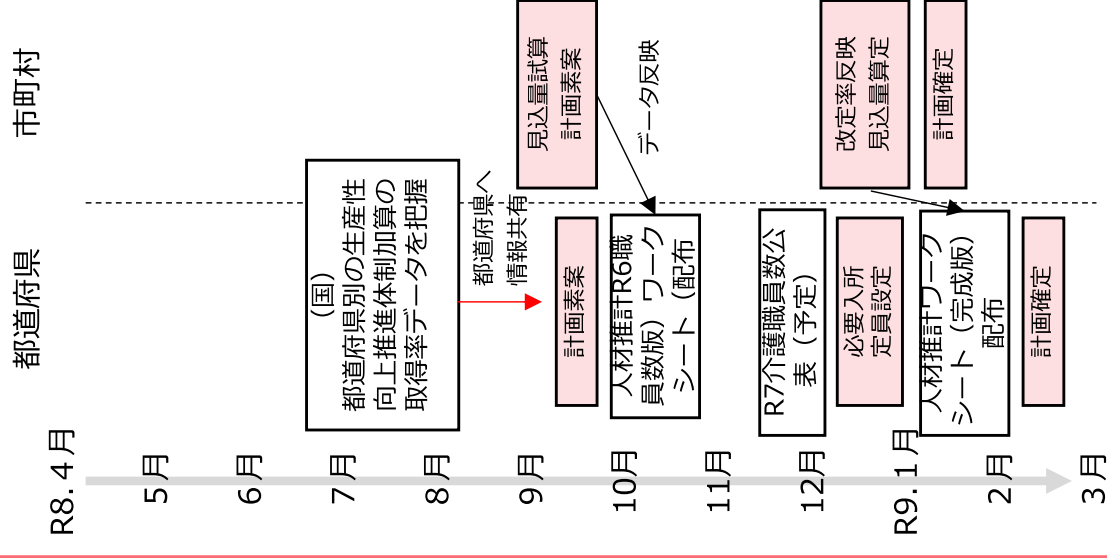 市町村
都道府県
R8.4月
5月
6月
7月
8月
9月
10月
11月
12月
R9.1月
2月
3月
(国)
都道府県別の生産性
向上推進体制加算の
取得率データを把握
都道府県へ
情報共有
見込量試算
計画素案
データ反映
計画素案
人材推計R6職
員数版）ワーク
シート（配布
R7介護職員数公
表（予定）
必要入所
定員設定
改定率反映
見込量算定
計画確定
人材推計ワーク
シート（完成版）
配布
計画確定